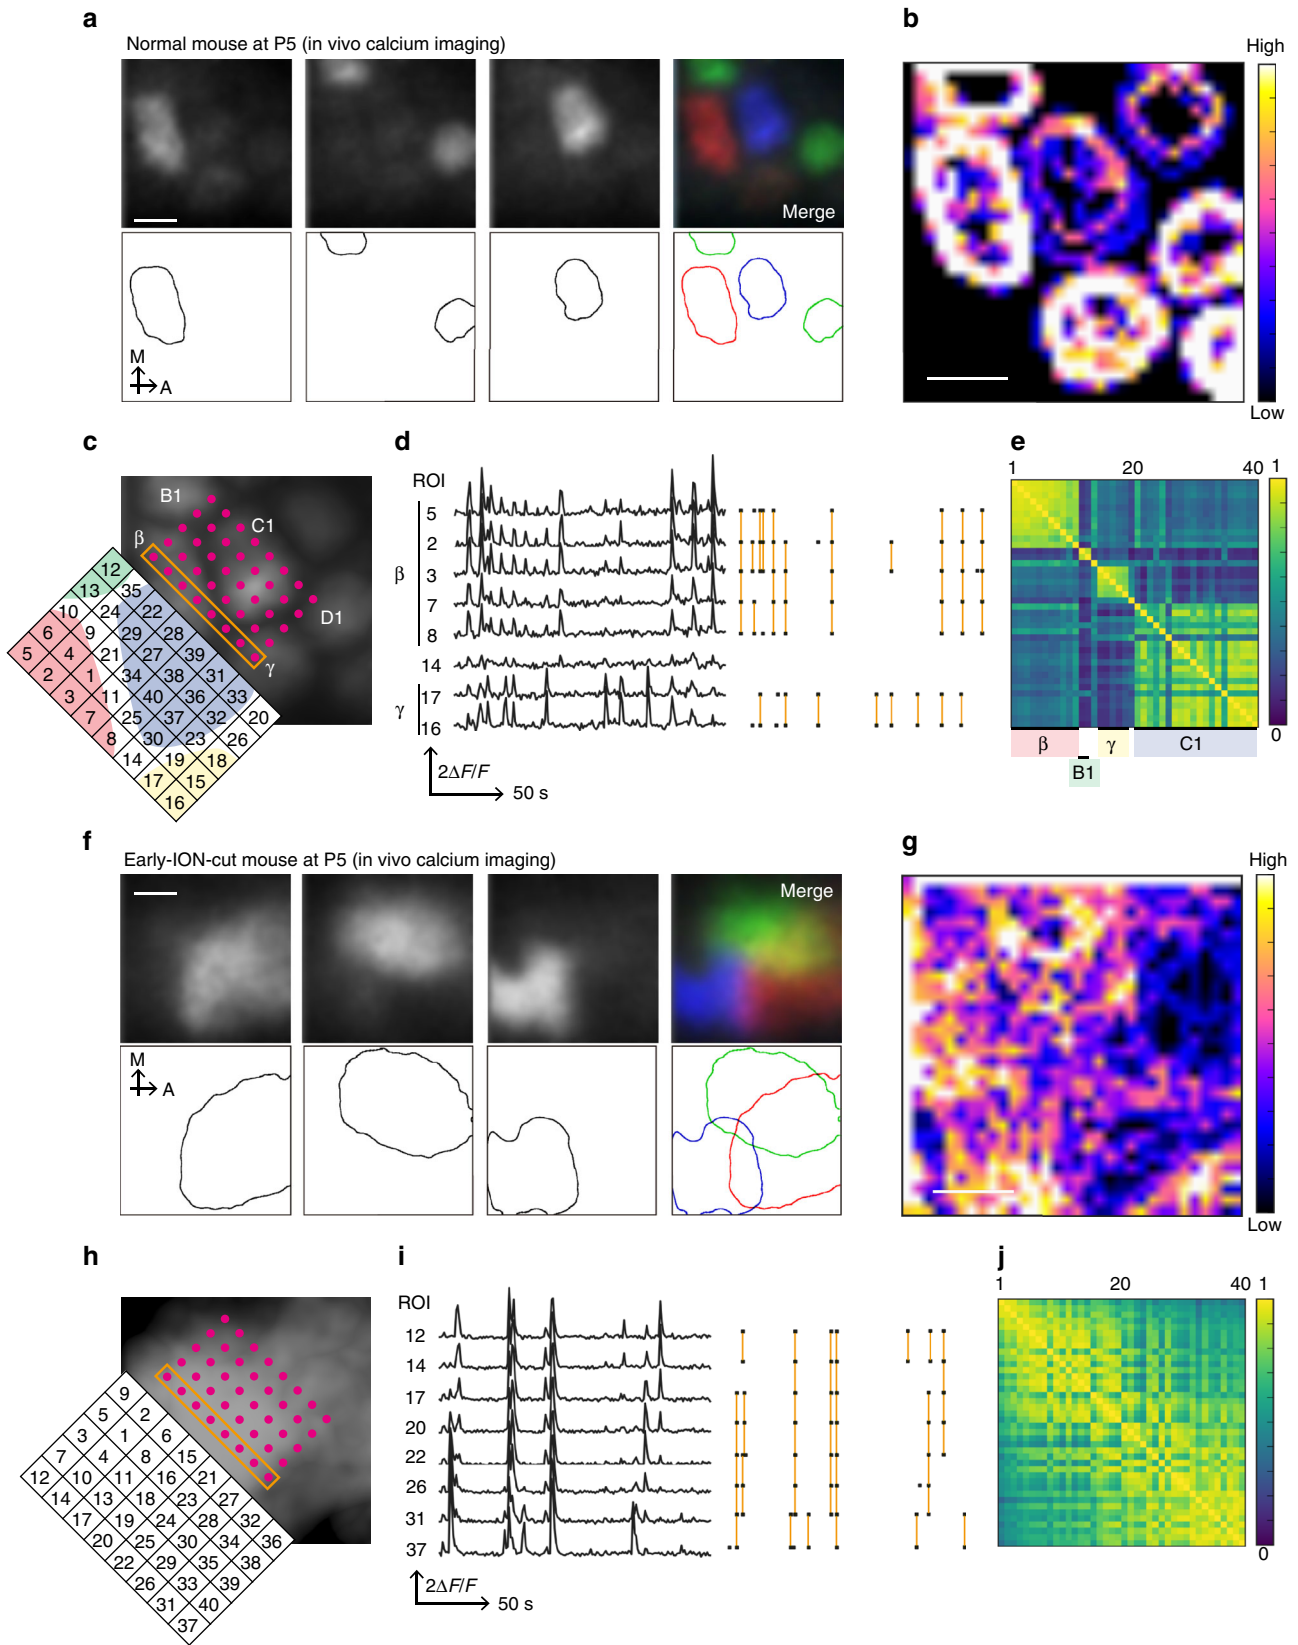 a
Normal mouse at P5 (in vivo calcium imaging)
Merge
M
A
b
High
Low
c
B1
C1
β
D1
γ
12
13 35
10 24 22
6 9 29 28
5 4 21 27 39
2 1 34 38 31
3 11 40 36 33
7 25 37 32 20
8 30 23 26
14 19 18
17 15
16
d
ROI
5
2
β 3
7
8
14
17
γ
16
2ΔF/F
50 s
e
1 20 40 1
0
β γ C1
B1
f
Early-ION-cut mouse at P5 (in vivo calcium imaging)
Merge
M
A
g
High
Low
h
9
5 2
3 1 6
7 4 8 15
12 10 11 16 21
14 13 18 23 27
17 19 24 28 32
20 25 30 34 36
22 29 35 38
26 33 39
31 40
37
i
ROI
12
14
17
20
22
26
31
37
2ΔF/F
50 s
j
1 20 40 1
0